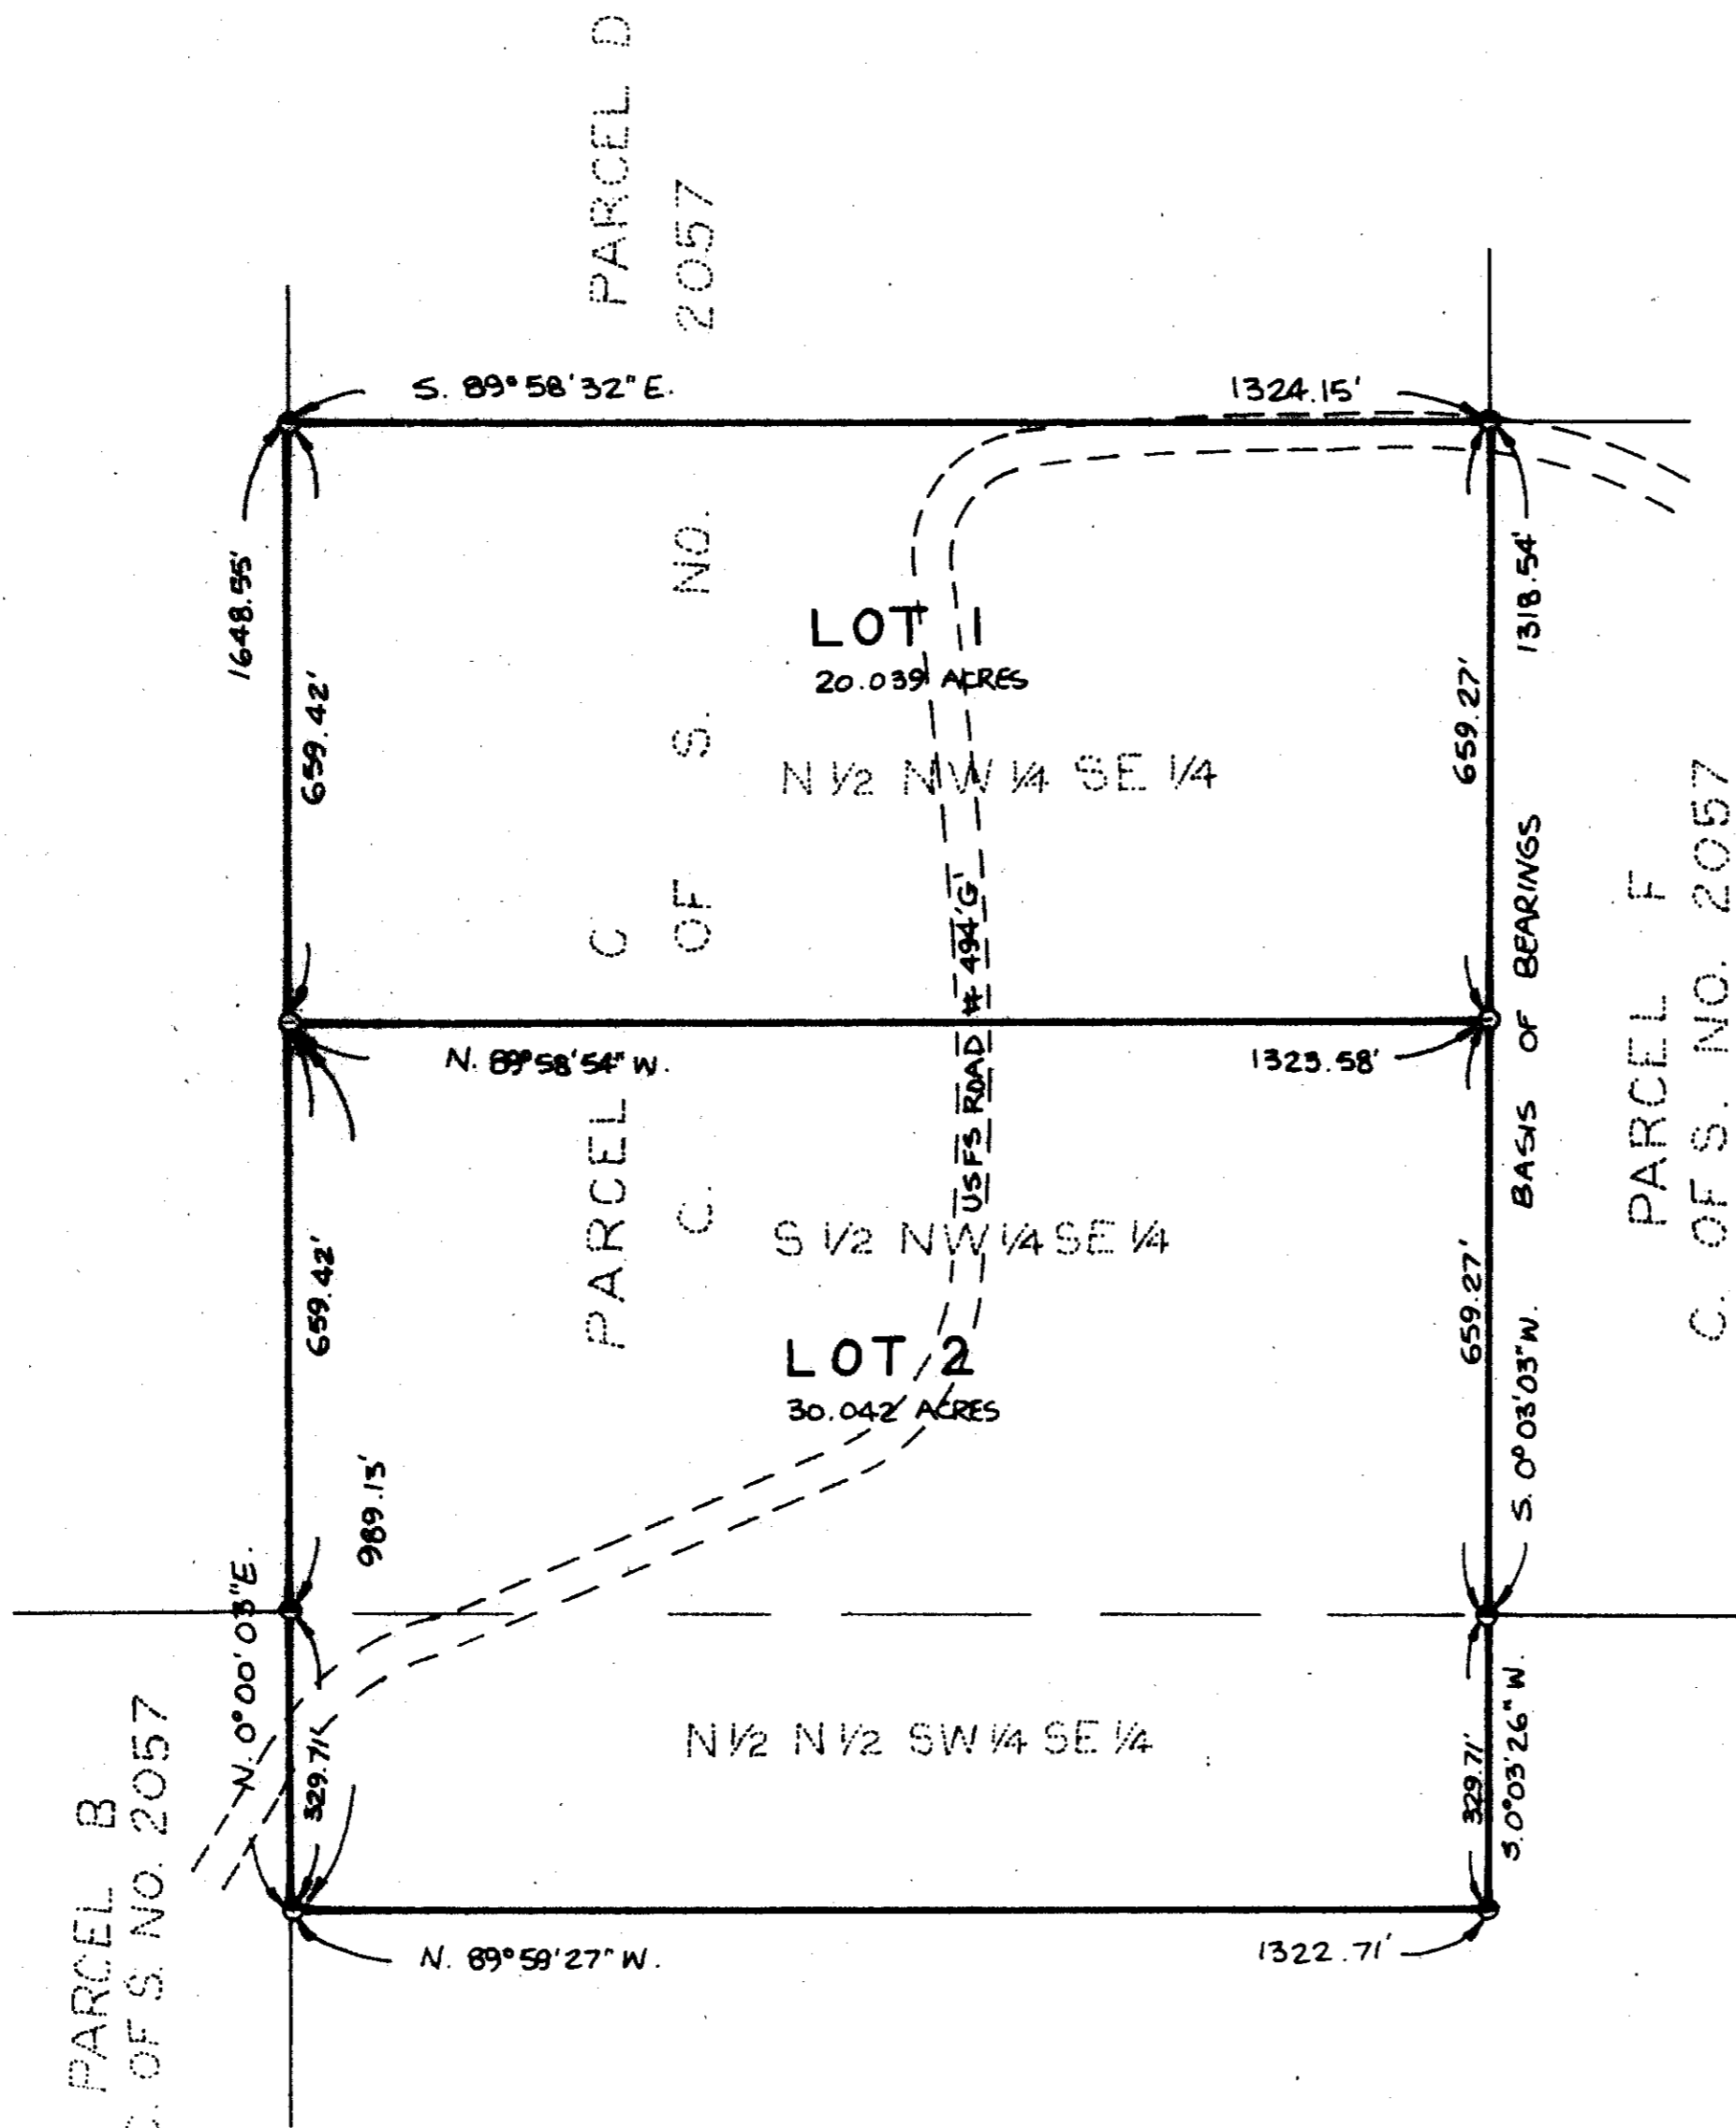 PARCEL D
2057
S. 89°58'32" E.
1324.15'
1648.55'
659.42'
C. OF S. NO.
LOT 1
20.039 ACRES
N 1/2 NW 1/4 SE 1/4
659.27'
1318.54'
PARCEL C
USFS ROAD # 494'G'
BASIS OF BEARINGS
S. 0°03'03" W.
PARCEL F
C. OF S. NO. 2057
N. 89°58'54" W.
1323.58'
PARCEL
S 1/2 NW 1/4 SE 1/4
659.42'
659.27'
LOT 2
30.042 ACRES
989.13'
N. 0°00'03" E.
329.71'
N 1/2 N 1/2 SW 1/4 SE 1/4
329.71'
S. 0°03'26" W.
PARCEL B
C. OF S. NO. 2057
N. 89°59'27" W.
1322.71'